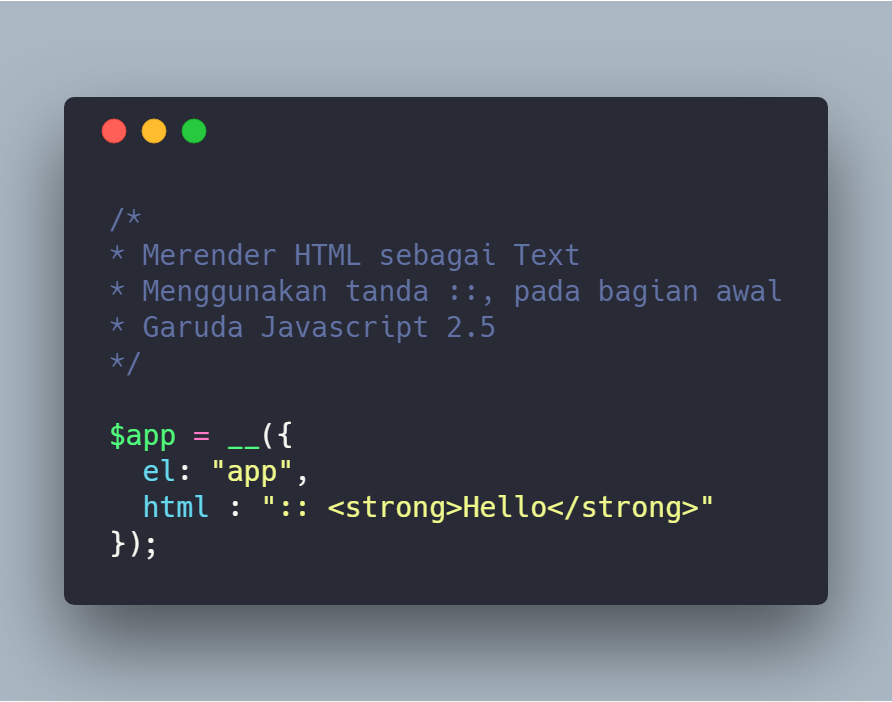 /*
* Merender HTML sebagai Text
* Menggunakan tanda ::, pada bagian awal
* Garuda Javascript 2.5
*/
$app = __({
el: "app",
html : ":: <strong>Hello</strong>"
});